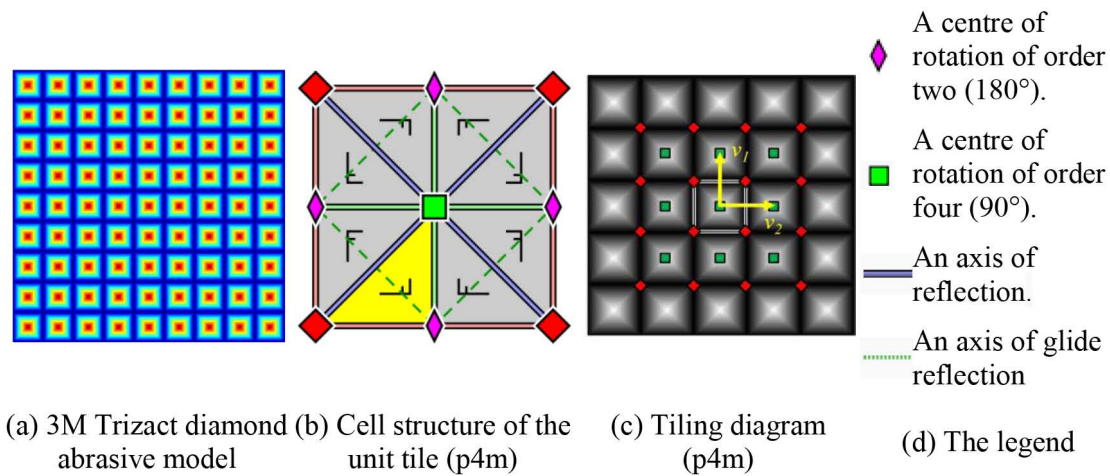 A centre of
rotation of order
two (180°).
A centre of
rotation of order
four (90°).
An axis of
reflection.
An axis of glide
reflection
v1
v2
(a) 3M Trizact diamond
abrasive model
(b) Cell structure of the
unit tile (p4m)
(c) Tiling diagram
(p4m)
(d) The legend